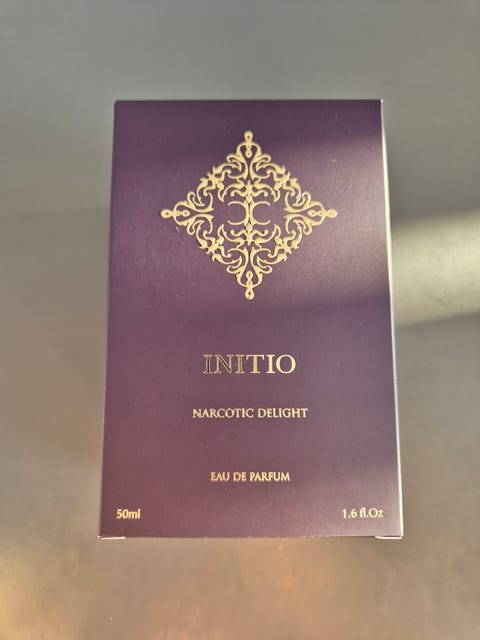 INITIO
NARCOTIC DELIGHT
EAU DE PARFUM
50ml 1.6 fl.Oz